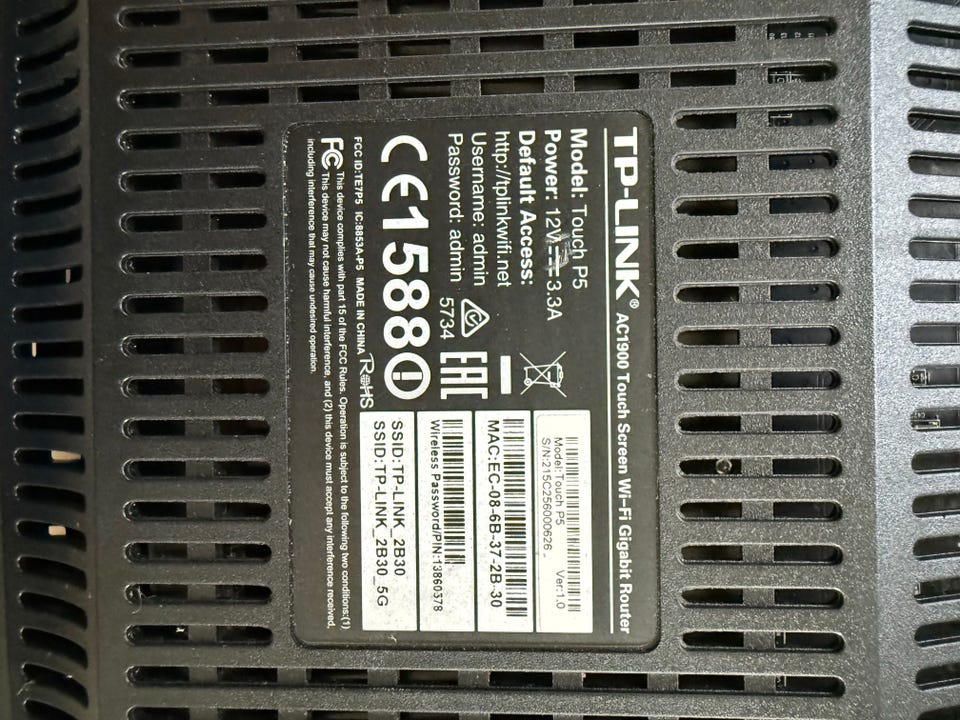 TP-LINK® AC1900 Touch Screen Wi-Fi Gigabit Router
Model: Touch P5
Power: 12V⎓3.3A
Default Access:
http://tplinkwifi.net
Username: admin
Password: admin
5734
EAC
CE1588
FCC ID:TE7P5 IC:8853A-P5 MADE IN CHINA RoHS
FC This device complies with part 15 of the FCC Rules. Operation is subject to the following two conditions:(1)
This device may not cause harmful interference, and (2) this device must accept any interference received,
including interference that may cause undesired operation.
Model:Touch P5 Ver:1.0
S/N:215C256000626
MAC:EC-08-6B-37-2B-30
Wireless Password/PIN:13860378
SSID:TP-LINK_2B30
SSID:TP-LINK_2B30_5G